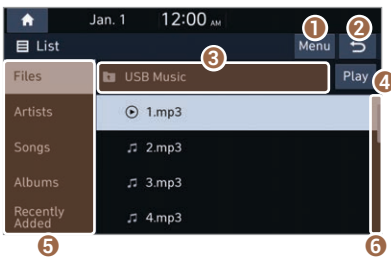 Jan. 1 12:00 AM
1 2
List Menu
3
Files USB Music Play
4
Artists 1.mp3
Songs 2.mp3
Albums 3.mp3
Recently Added 4.mp3
5 6